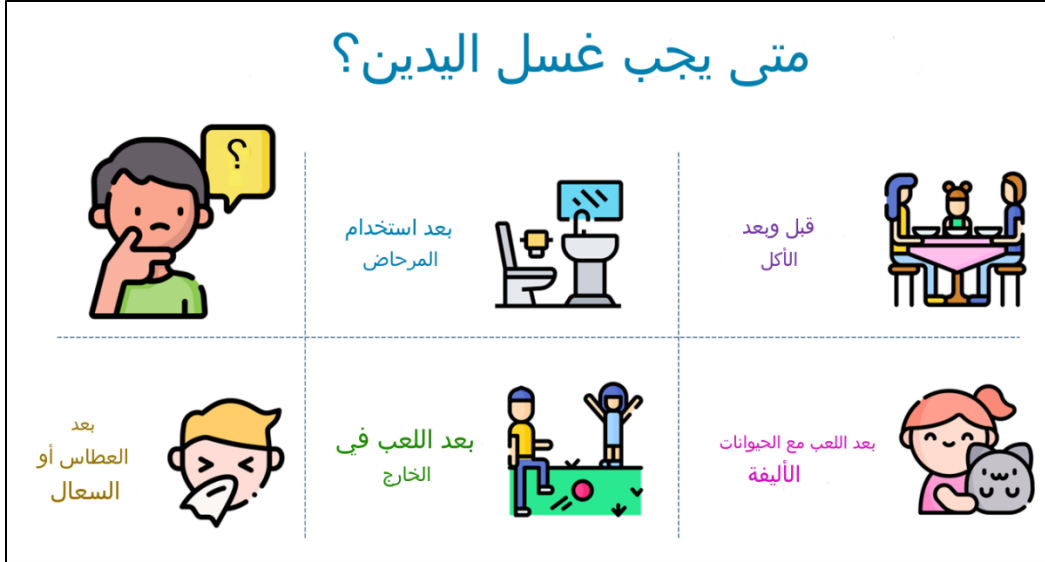 متى يجب غسل اليدين؟
؟
قبل وبعد
الأكل
بعد استخدام
المرحاض
بعد اللعب مع الحيوانات
الأليفة
بعد اللعب في
الخارج
بعد
العطاس أو
السعال